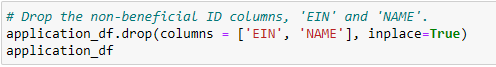 # Drop the non-beneficial ID columns, 'EIN' and 'NAME'.
application_df.drop(columns = ['EIN', 'NAME'], inplace=True)
application_df